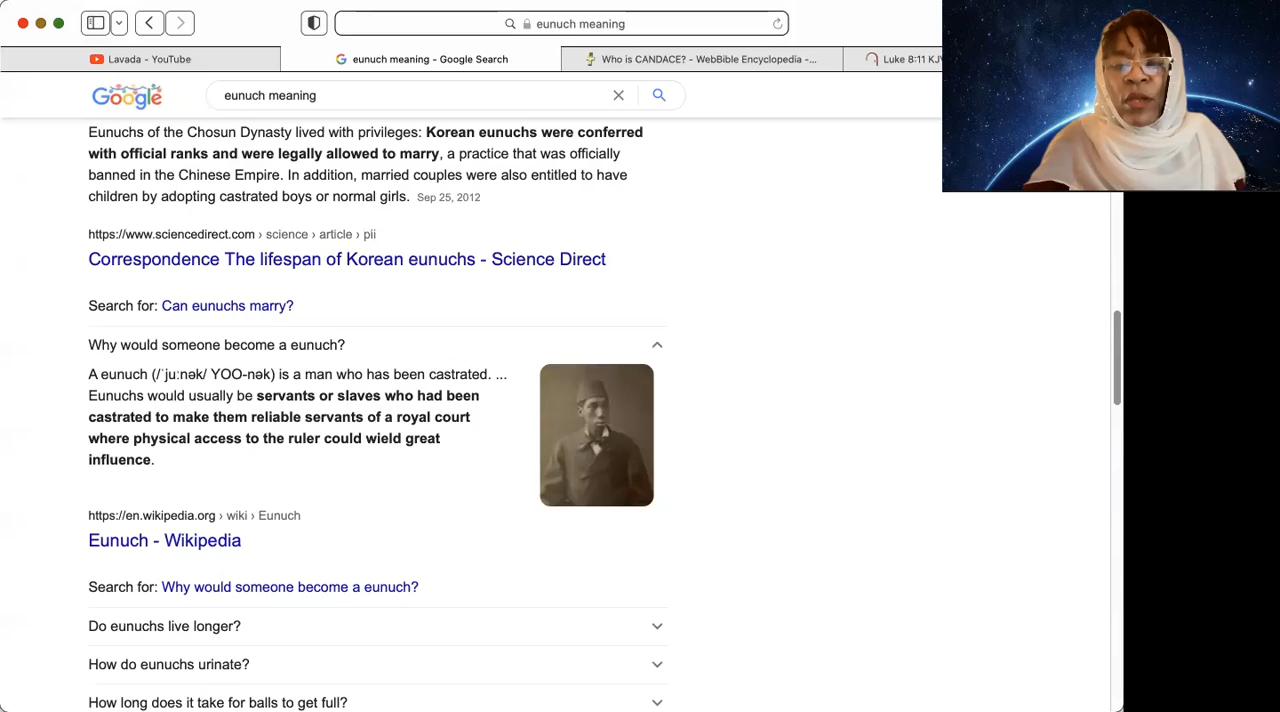 eunuch meaning
Lavada - YouTube
eunuch meaning - Google Search
Who is CANDACE? - WebBible Encyclopedia -...
Luke 8:11 KJV
Google
eunuch meaning
Eunuchs of the Chosun Dynasty lived with privileges: Korean eunuchs were conferred
with official ranks and were legally allowed to marry, a practice that was officially
banned in the Chinese Empire. In addition, married couples were also entitled to have
children by adopting castrated boys or normal girls. Sep 25, 2012
https://www.sciencedirect.com › science › article › pii
Correspondence The lifespan of Korean eunuchs - Science Direct
Search for: Can eunuchs marry?
Why would someone become a eunuch?
A eunuch (/ˈjuːnək/ YOO-nək) is a man who has been castrated. ...
Eunuchs would usually be servants or slaves who had been
castrated to make them reliable servants of a royal court
where physical access to the ruler could wield great
influence.
https://en.wikipedia.org › wiki › Eunuch
Eunuch - Wikipedia
Search for: Why would someone become a eunuch?
Do eunuchs live longer?
How do eunuchs urinate?
How long does it take for balls to get full?